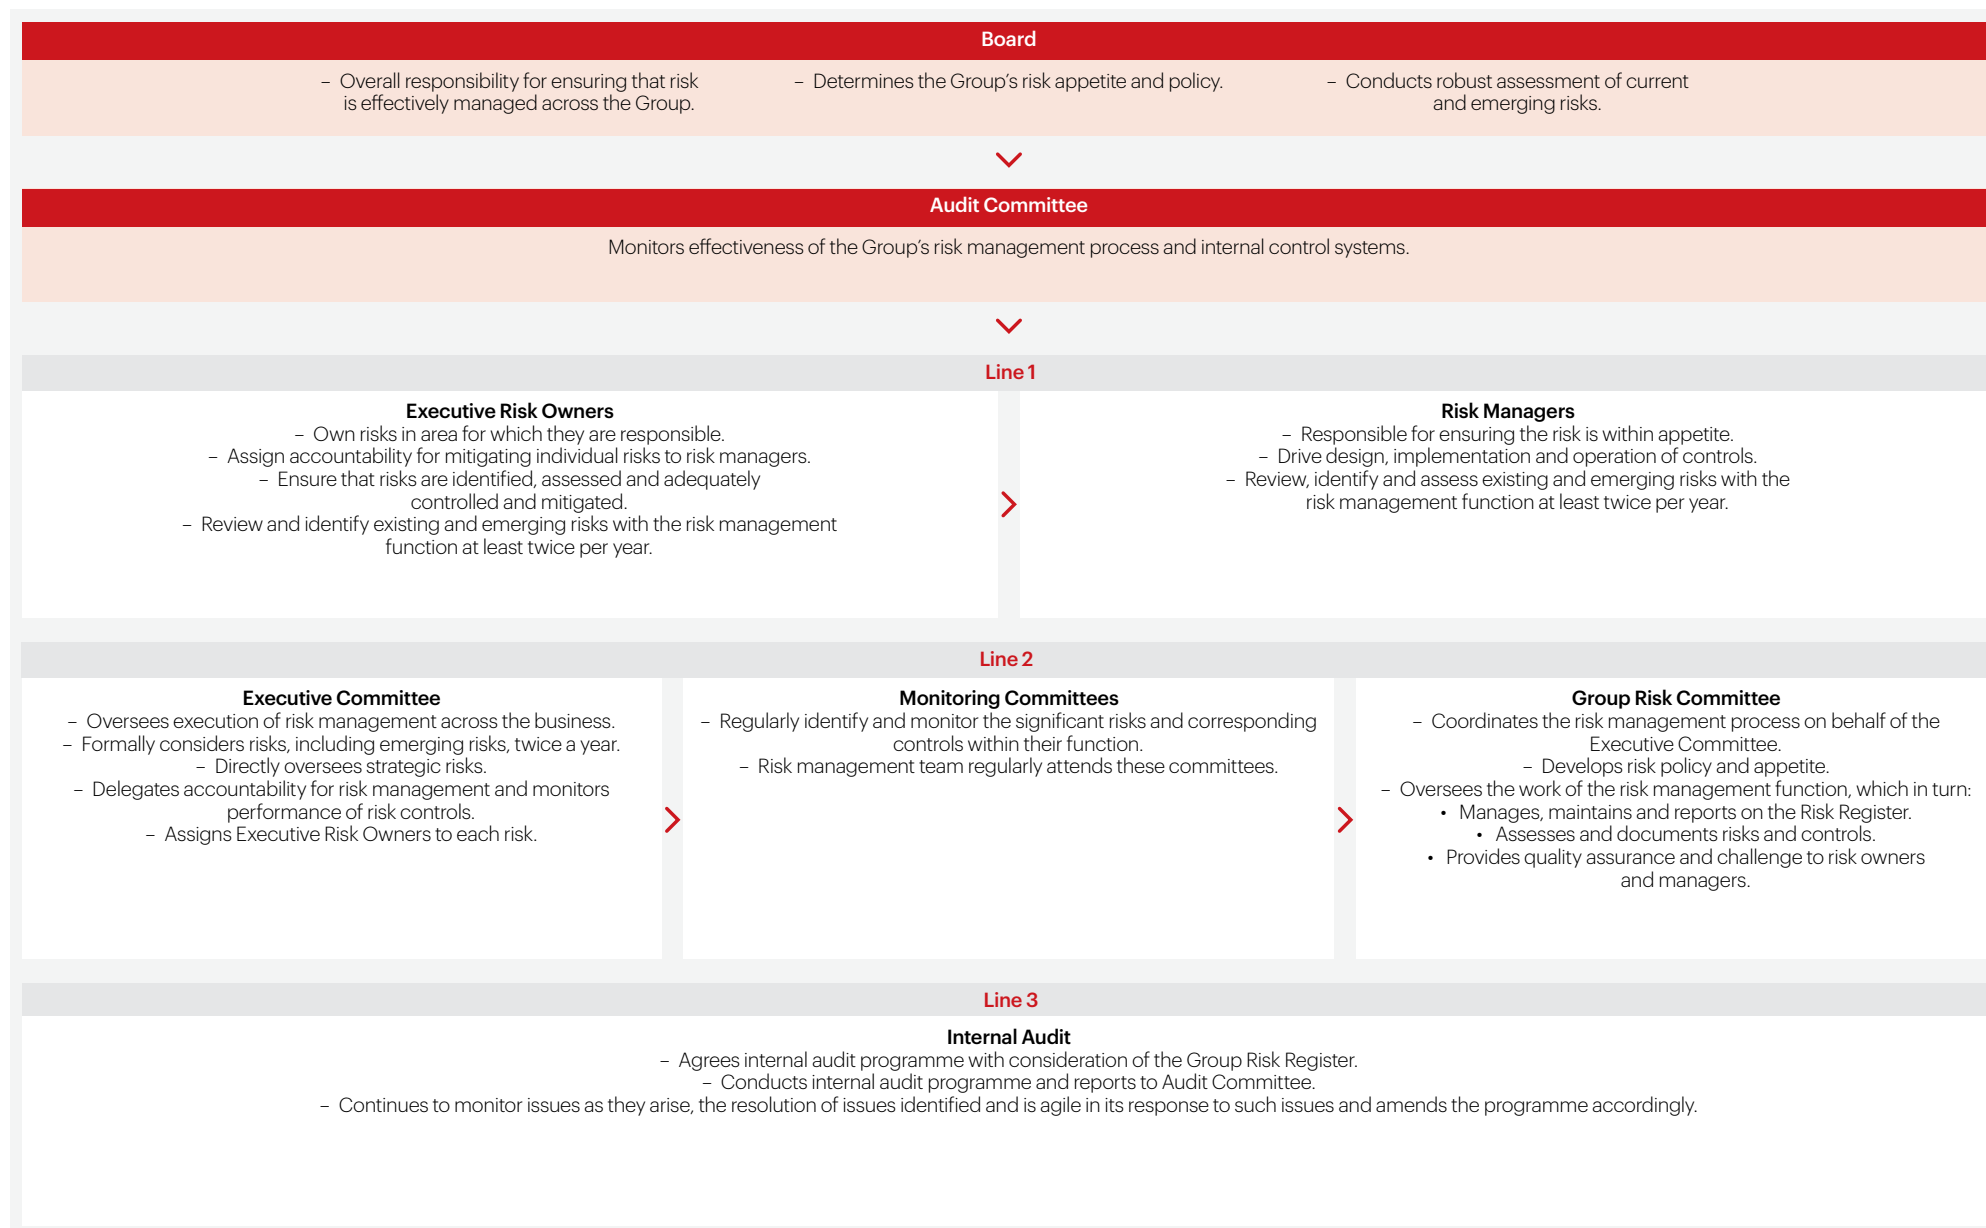 Board
– Overall responsibility for ensuring that risk
is effectively managed across the Group.
– Determines the Group’s risk appetite and policy.
– Conducts robust assessment of current
and emerging risks.
Audit Committee
Monitors effectiveness of the Group’s risk management process and internal control systems.
Line 1
Executive Risk Owners
– Own risks in area for which they are responsible.
– Assign accountability for mitigating individual risks to risk managers.
– Ensure that risks are identified, assessed and adequately
controlled and mitigated.
– Review and identify existing and emerging risks with the risk management
function at least twice per year.
Risk Managers
– Responsible for ensuring the risk is within appetite.
– Drive design, implementation and operation of controls.
– Review, identify and assess existing and emerging risks with the
risk management function at least twice per year.
Line 2
Executive Committee
– Oversees execution of risk management across the business.
– Formally considers risks, including emerging risks, twice a year.
– Directly oversees strategic risks.
– Delegates accountability for risk management and monitors
performance of risk controls.
– Assigns Executive Risk Owners to each risk.
Monitoring Committees
– Regularly identify and monitor the significant risks and corresponding
controls within their function.
– Risk management team regularly attends these committees.
Group Risk Committee
– Coordinates the risk management process on behalf of the
Executive Committee.
– Develops risk policy and appetite.
– Oversees the work of the risk management function, which in turn:
• Manages, maintains and reports on the Risk Register.
• Assesses and documents risks and controls.
• Provides quality assurance and challenge to risk owners
and managers.
Line 3
Internal Audit
– Agrees internal audit programme with consideration of the Group Risk Register.
– Conducts internal audit programme and reports to Audit Committee.
– Continues to monitor issues as they arise, the resolution of issues identified and is agile in its response to such issues and amends the programme accordingly.